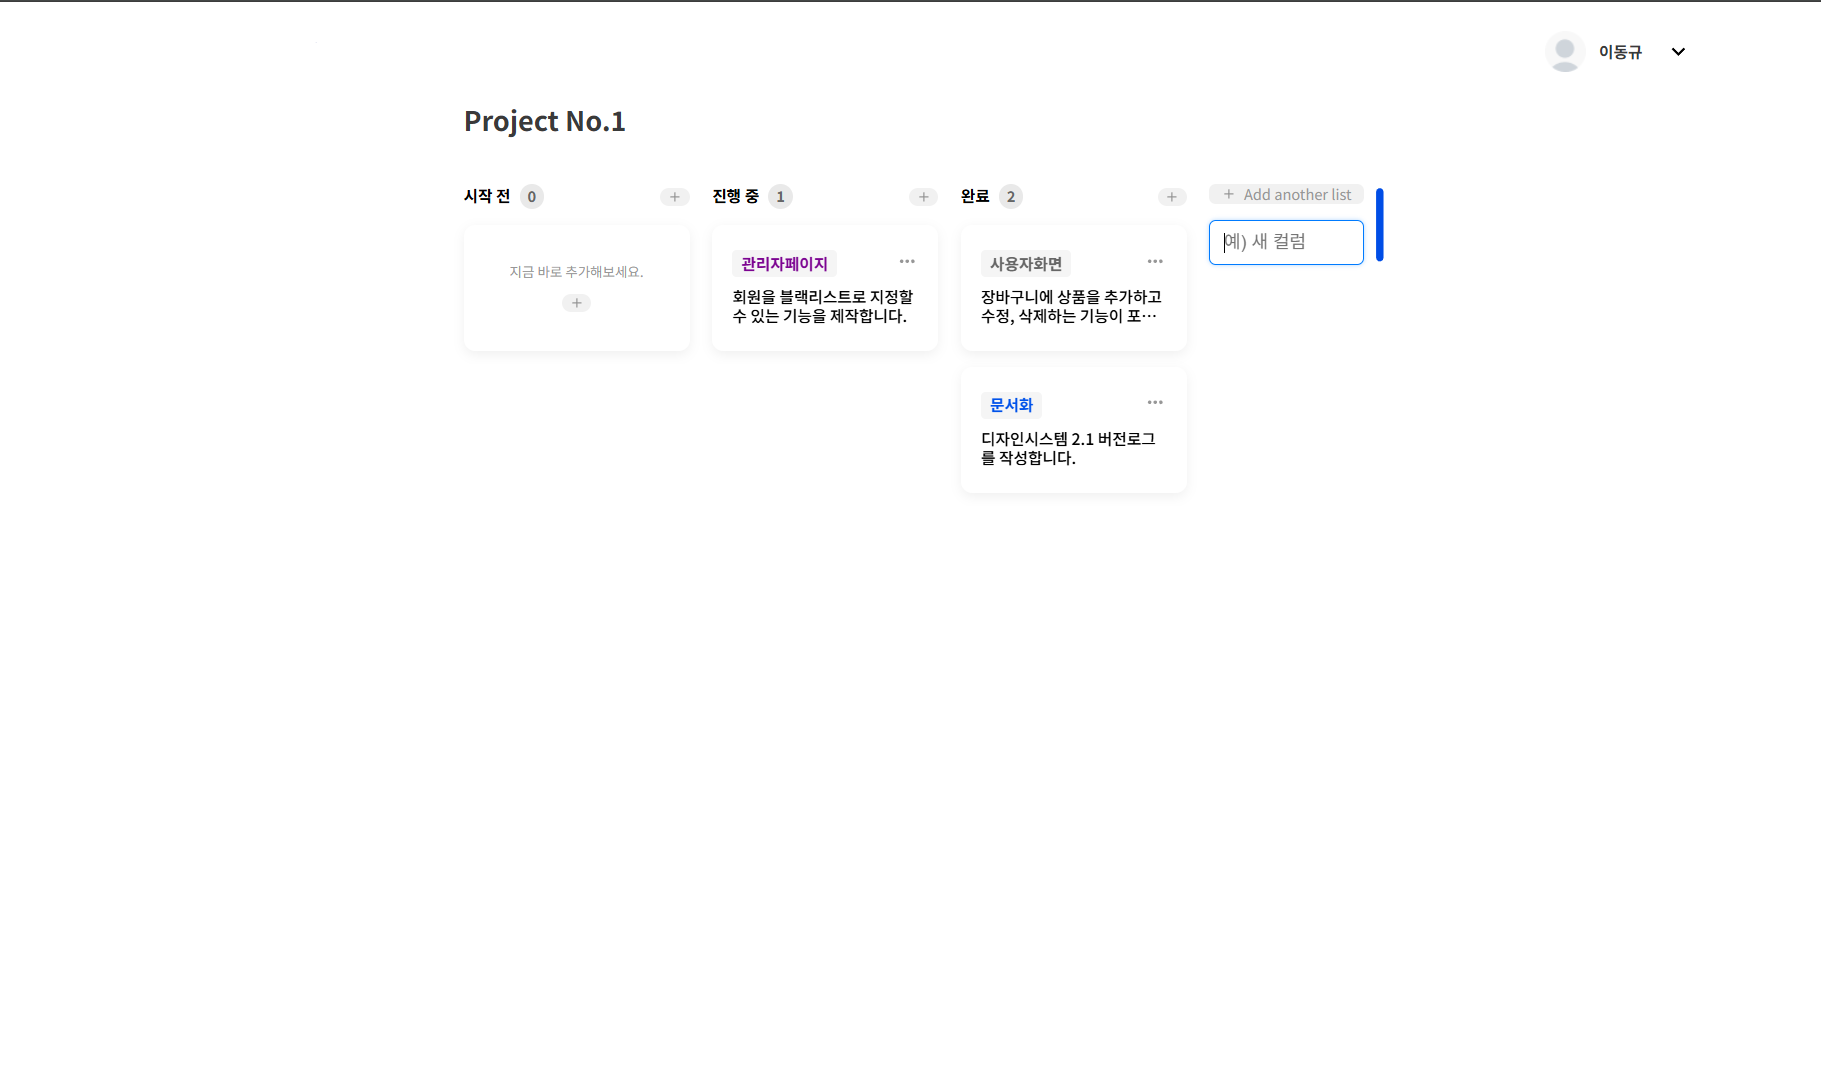 이동규
Project No.1
시작 전 0
지금 바로 추가해보세요.
진행 중 1
관리자페이지
회원을 블랙리스트로 지정할
수 있는 기능을 제작합니다.
완료 2
사용자화면
장바구니에 상품을 추가하고
수정, 삭제하는 기능이 포…
문서화
디자인시스템 2.1 버전로그
를 작성합니다.
+ Add another list
예) 새 컬럼